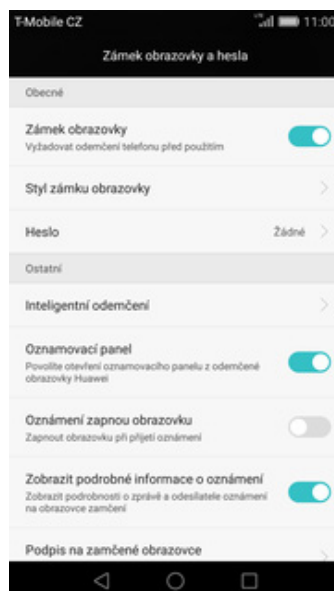 T-Mobile CZ 11:00
Zámek obrazovky a hesla
Obecné
Zámek obrazovky
Vyžadovat odemčení telefonu před použitím
Styl zámku obrazovky
Heslo Žádné
Ostatní
Inteligentní odemčení
Oznamovací panel
Povolíte otevření oznamovacího panelu z odemčené
obrazovky Huawei
Oznámení zapnou obrazovku
Zapnout obrazovku při přijetí oznámení
Zobrazit podrobné informace o oznámení
Zobrazit podrobnosti o zprávě a odesílatele oznámení
na obrazovce zamčení
Podpis na zamčené obrazovce